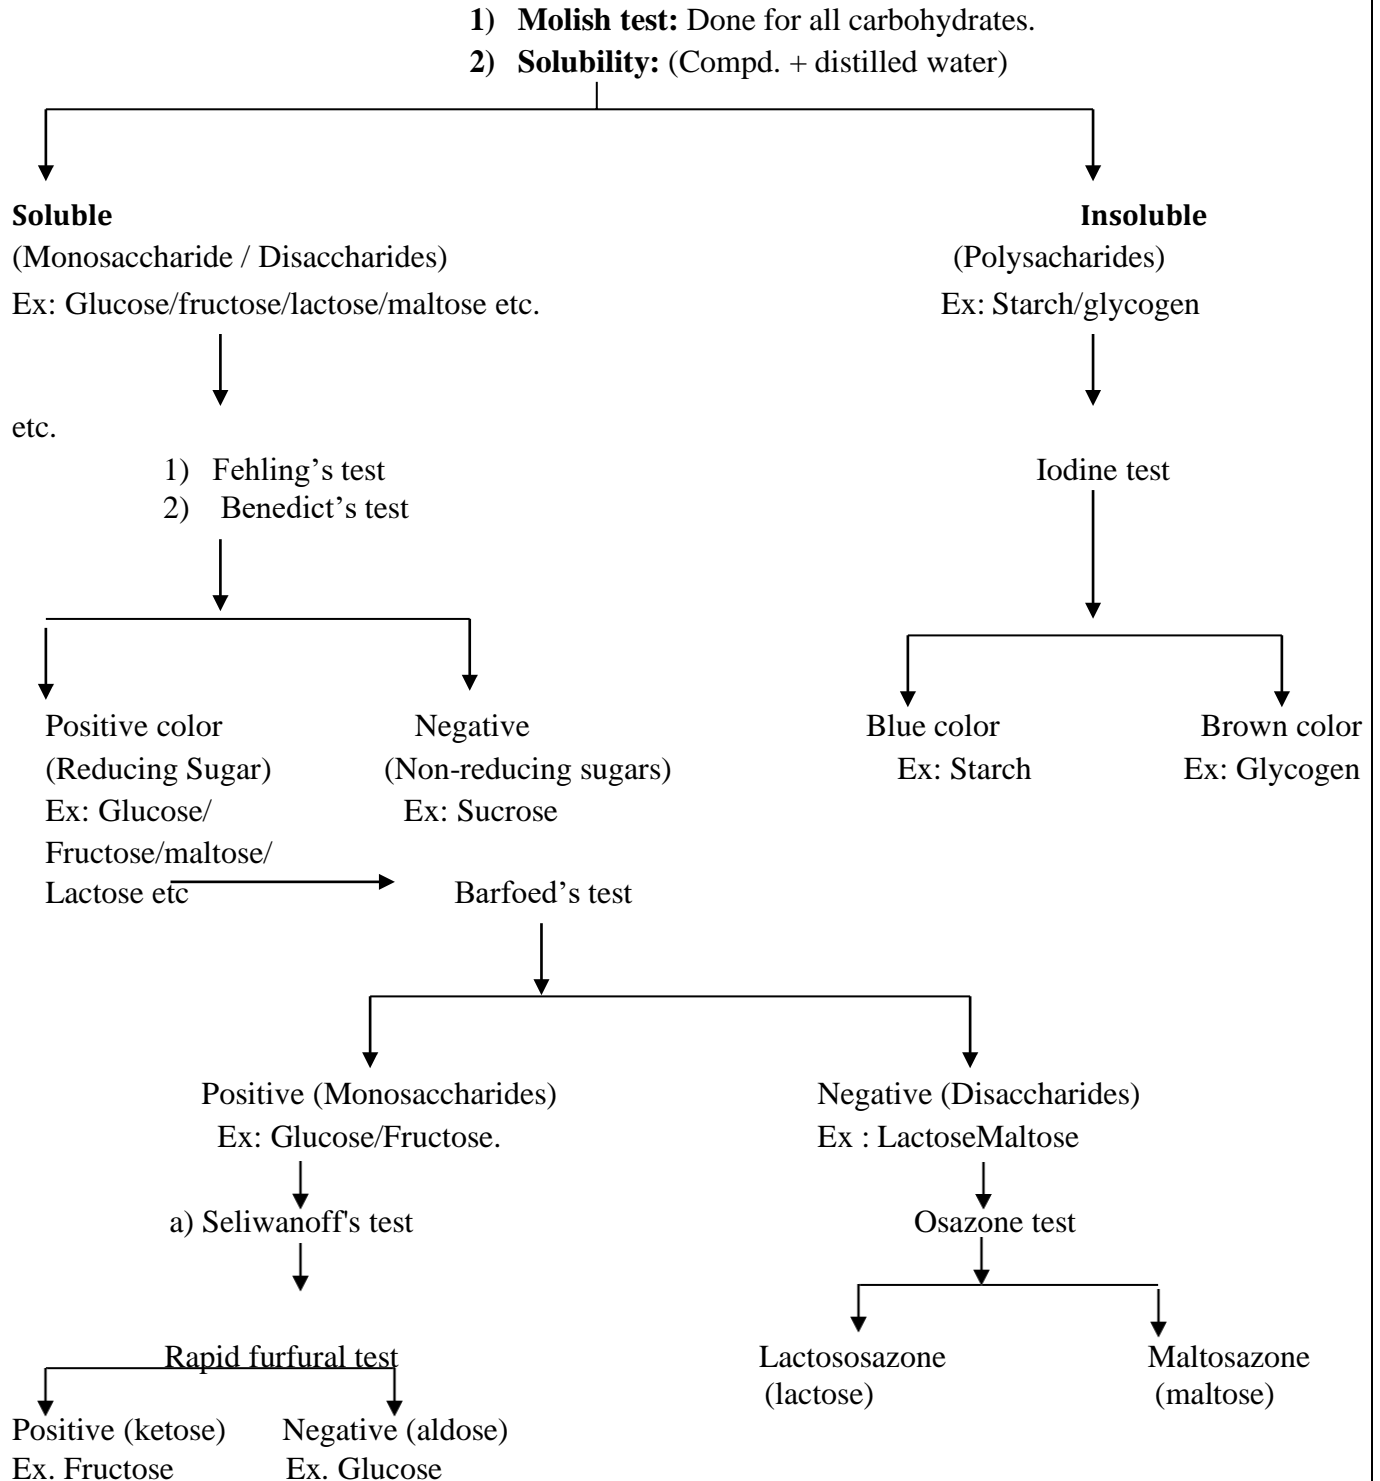 1) Molish test: Done for all carbohydrates.
2) Solubility: (Compd. + distilled water)
Soluble
Insoluble
(Monosaccharide / Disaccharides)
(Polysacharides)
Ex: Glucose/fructose/lactose/maltose etc.
Ex: Starch/glycogen
etc.
1) Fehling’s test
Iodine test
2) Benedict’s test
Positive color
Negative
Blue color
Brown color
(Reducing Sugar)
(Non-reducing sugars)
Ex: Starch
Ex: Glycogen
Ex: Glucose/
Ex: Sucrose
Fructose/maltose/
Lactose etc
Barfoed’s test
Positive (Monosaccharides)
Negative (Disaccharides)
Ex: Glucose/Fructose.
Ex : LactoseMaltose
a) Seliwanoff's test
Osazone test
Rapid furfural test
Lactososazone
Maltosazone
(lactose)
(maltose)
Positive (ketose)
Negative (aldose)
Ex. Fructose
Ex. Glucose